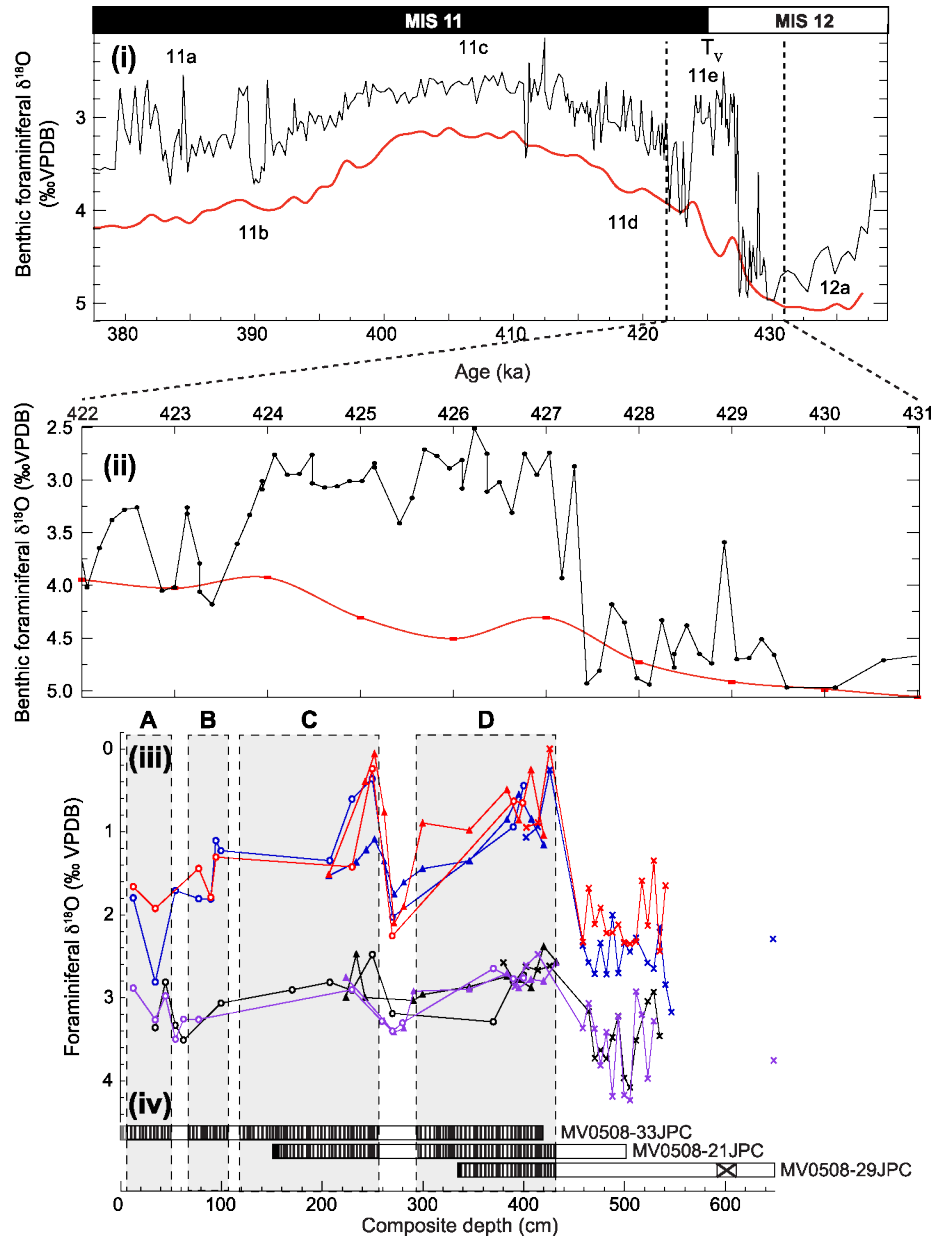 MIS 11 MIS 12
(i)
11a
11c
Tv
11e
11b
11d
12a
Benthic foraminiferal δ18O
(‰VPDB)
3
4
5
380 390 400 410 420 430
Age (ka)
422 423 424 425 426 427 428 429 430 431
(ii)
Benthic foraminiferal δ18O (‰VPDB)
2.5
3.0
3.5
4.0
4.5
5.0
A B C D
(iii)
Foraminiferal δ18O (‰ VPDB)
0
1
2
3
4
(iv)
MV0508-33JPC
MV0508-21JPC
MV0508-29JPC
0 100 200 300 400 500 600
Composite depth (cm)